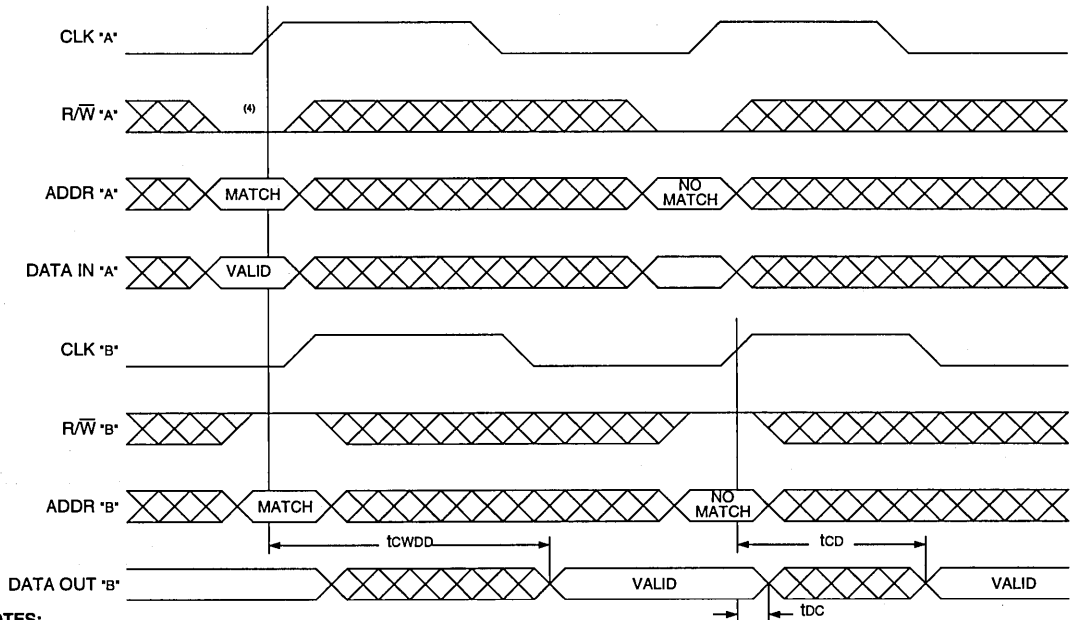 CLK "A"
R/W̅ "A" (4)
ADDR "A" MATCH NO MATCH
DATA IN "A" VALID
CLK "B"
R/W̅ "B"
ADDR "B" MATCH NO MATCH
tCWDD tCD
DATA OUT "B" VALID VALID
tDC